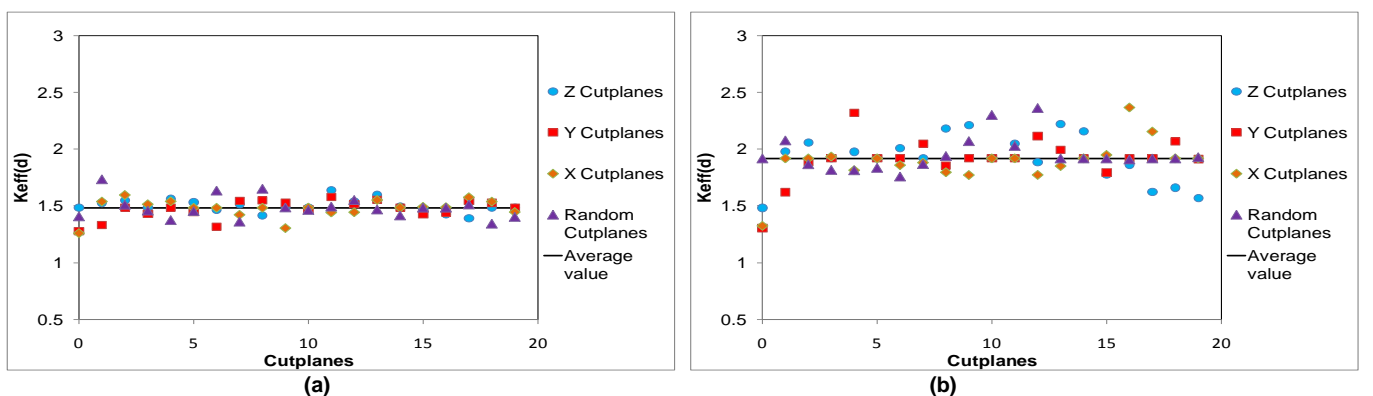 3
2.5
2
1.5
1
0.5
Keff(d)
0
5
10
15
20
Cutplanes
Z Cutplanes
Y Cutplanes
X Cutplanes
Random
Cutplanes
Average
value
(a)
3
2.5
2
1.5
1
0.5
Keff(d)
0
5
10
15
20
Cutplanes
Z Cutplanes
Y Cutplanes
X Cutplanes
Random
Cutplanes
Average
value
(b)